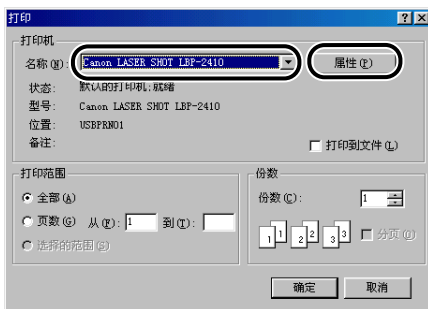 打印
打印机
名称(N): Canon LASER SHOT LBP-2410 属性(P)
状态: 默认的打印机;就绪
型号: Canon LASER SHOT LBP-2410
位置: USBPRN01
备注: 打印到文件(L)
打印范围
全部(A)
页数(G) 从(F): 1 到(T):
选择的范围(S)
份数
份数(C): 1
1 1 2 2 3 3 分页(O)
确定 取消